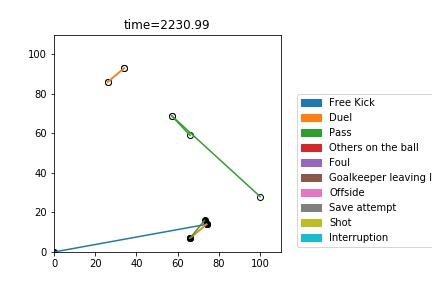 time=2230.99
100
80
60
40
20
0
0 20 40 60 80 100
Free Kick
Duel
Pass
Others on the ball
Foul
Goalkeeper leaving l
Offside
Save attempt
Shot
Interruption